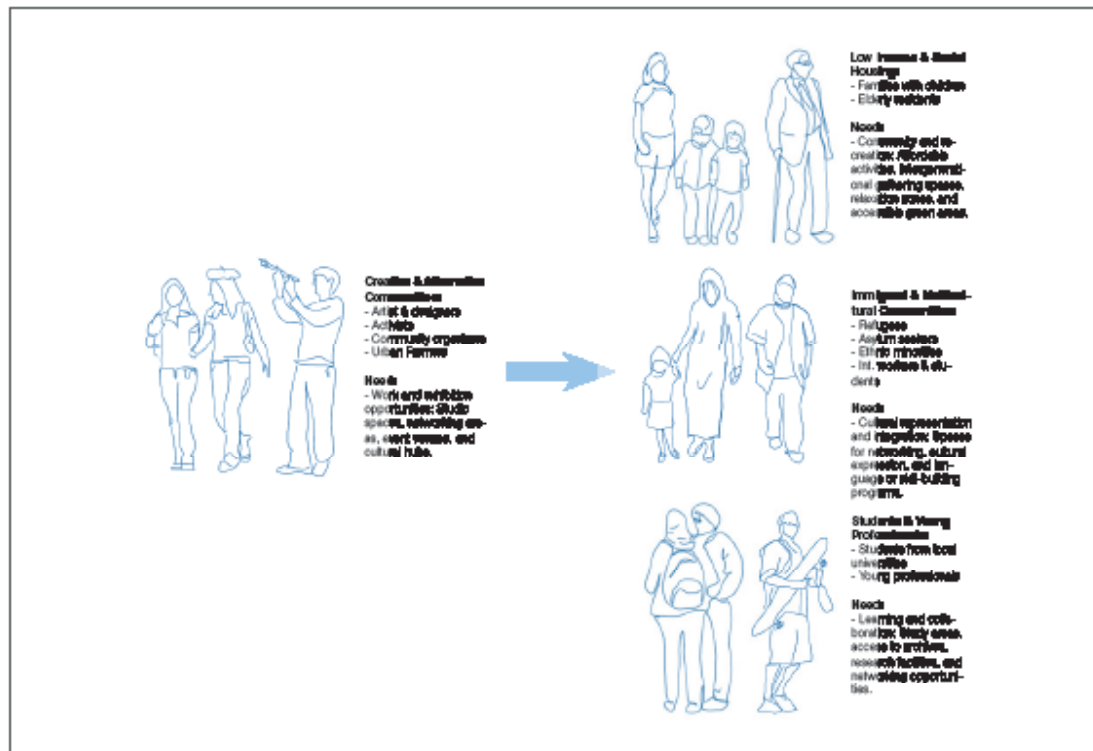 Creative & Alternative
Communities
- Artist & designers
- Activists
- Community organisers
- Urban Farmers
Needs
- Work and exhibition
opportunities: Studio
spaces, networking are-
as, event venues, and
cultural hubs.
Low Income & Social
Housing
- Families with children
- Elderly residents
Needs
- Community and re-
creation: Affordable
activities, intergenerati-
onal gathering spaces,
relaxation zones, and
accessible green areas.
Immigrant & Multicul-
tural Communities
- Refugees
- Asylum seekers
- Ethnic minorities
- Int. workers & stu-
dents
Needs
- Cultural representation
and integration: Spaces
for networking, cultural
expression, and lan-
guage or skill-building
programs.
Students & Young
Professionals
- Students from local
universities
- Young professionals
Needs
- Learning and colla-
boration: Study areas,
access to archives,
research facilities, and
networking opportuni-
ties.